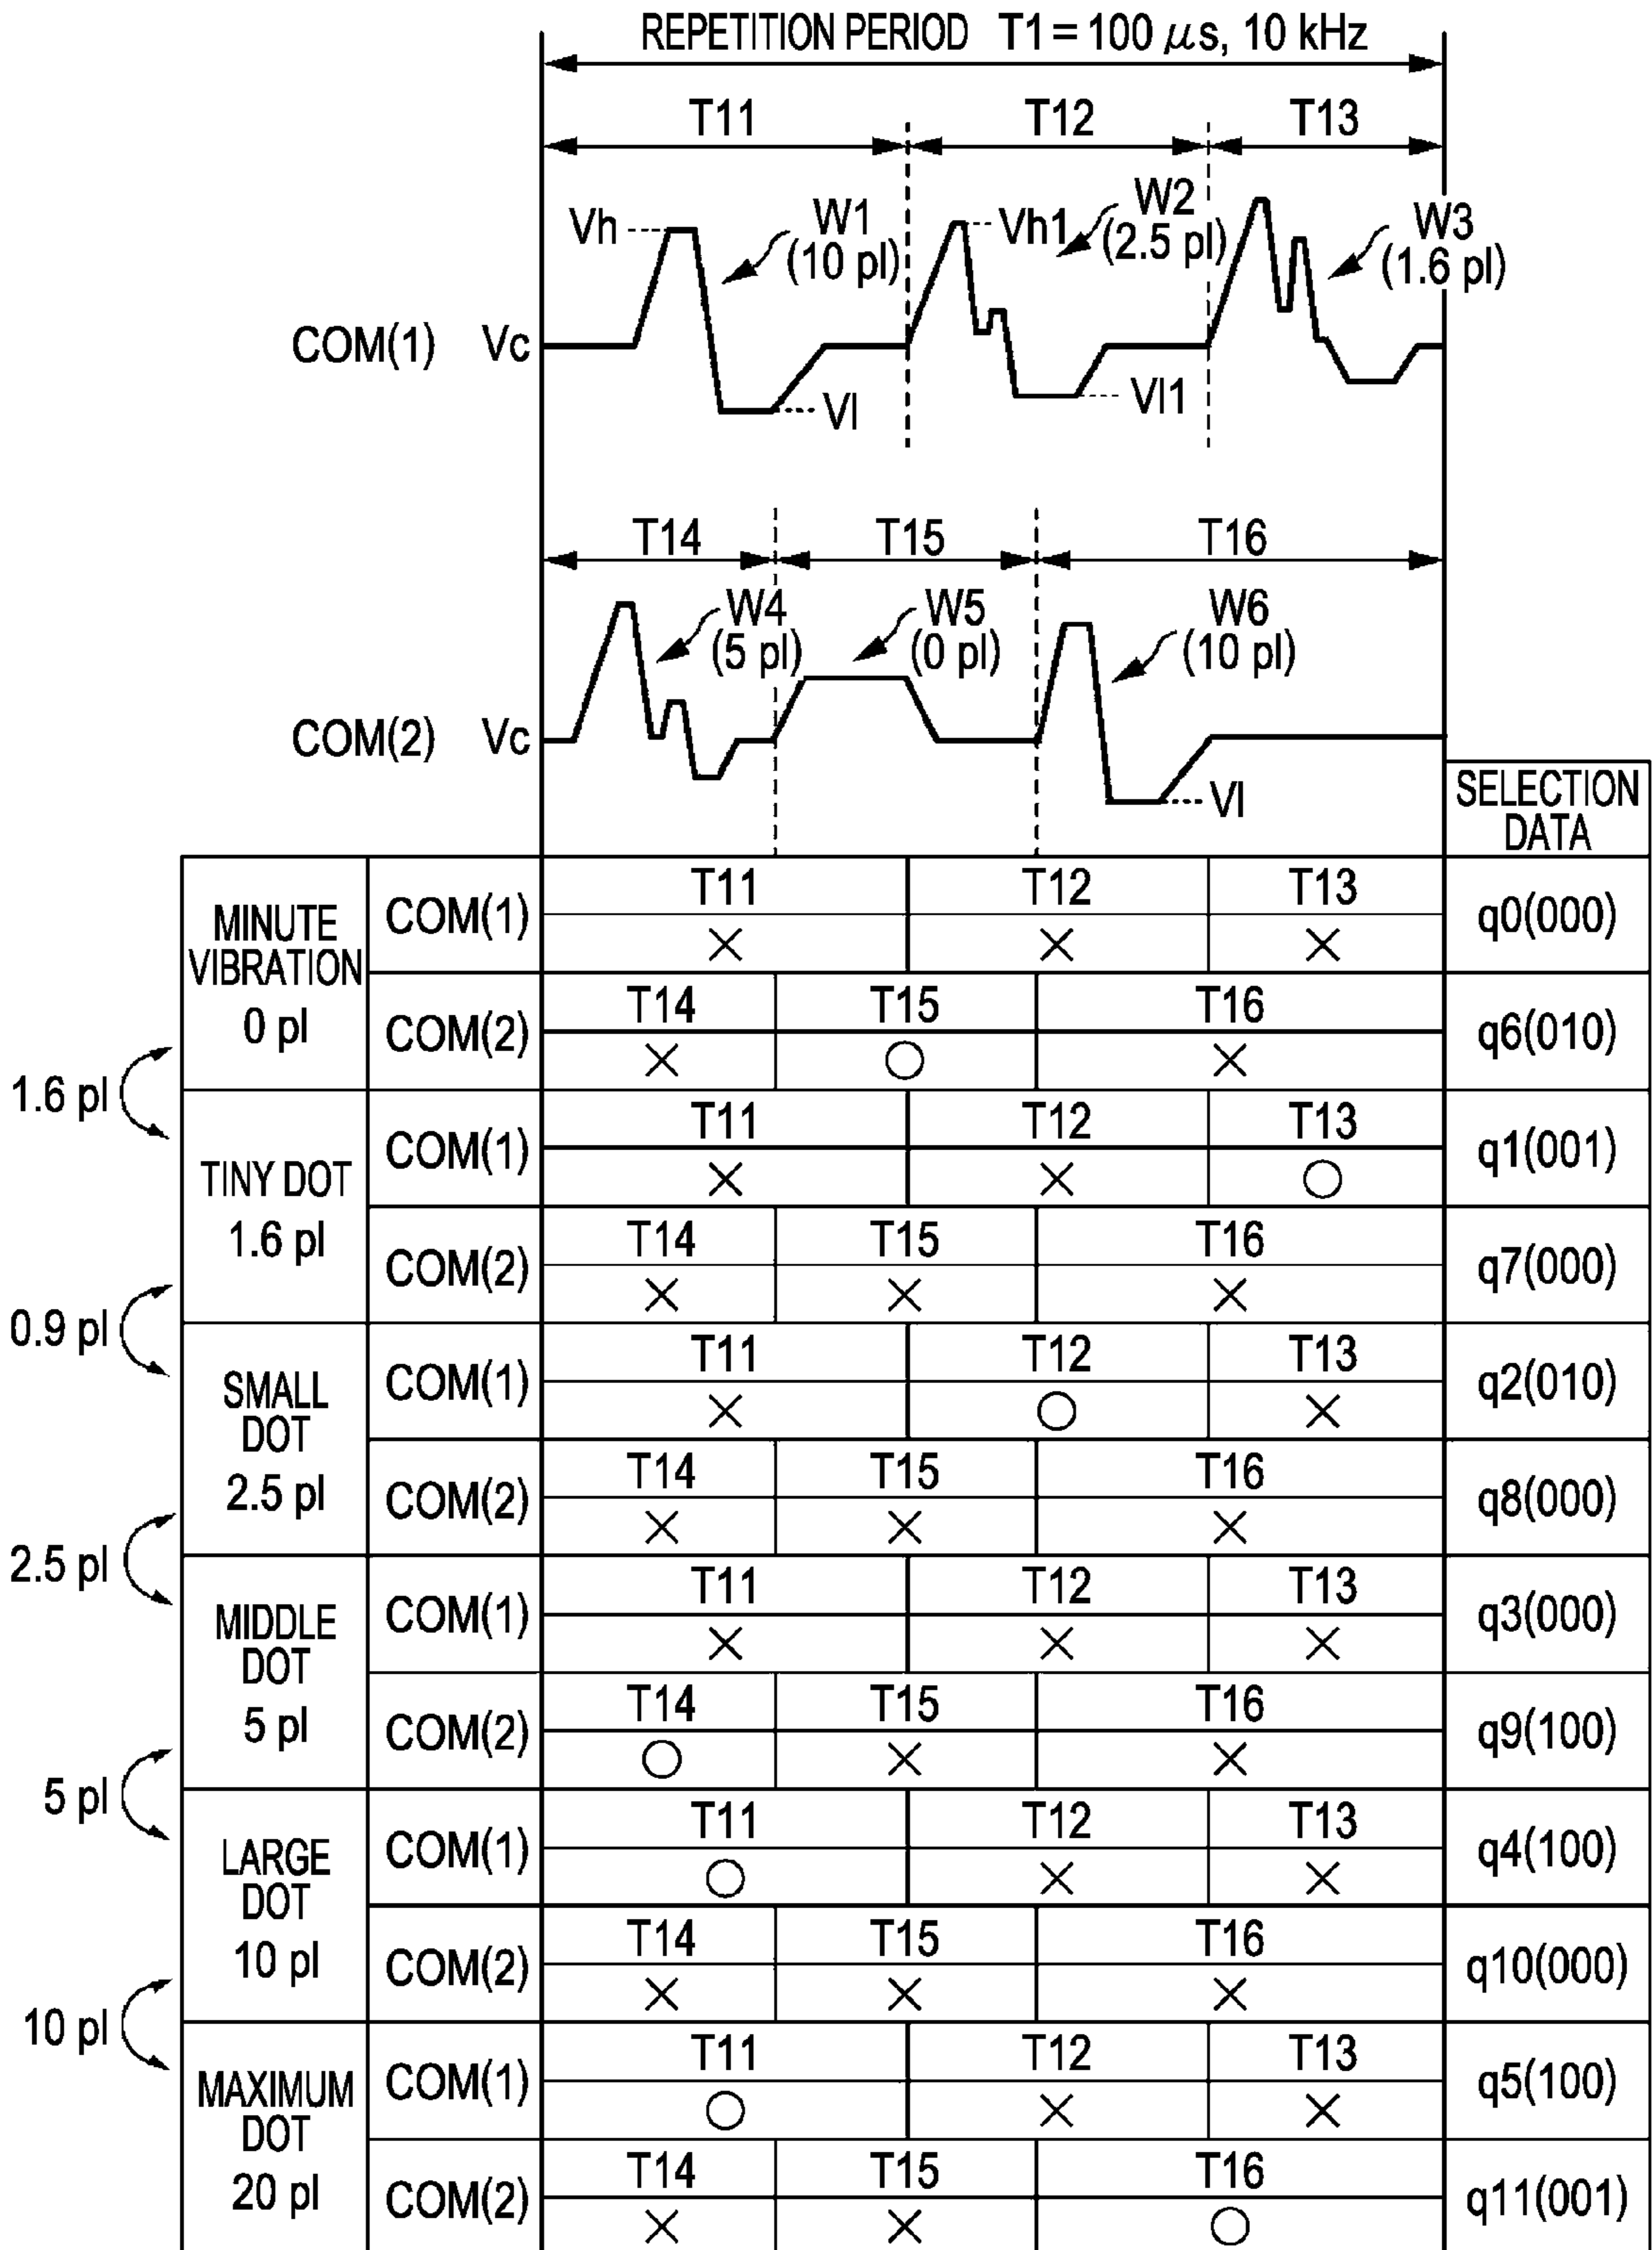 REPETITION PERIOD T1 = 100 μs, 10 kHz
T11 T12 T13
Vh W1 (10 pl) Vh1 W2 (2.5 pl) W3 (1.6 pl)
COM(1) Vc
Vl Vl1
T14 T15 T16
W4 (5 pl) W5 (0 pl) W6 (10 pl)
COM(2) Vc
Vl
SELECTION DATA
MINUTE VIBRATION 0 pl
COM(1) T11 T12 T13 q0(000)
× × ×
COM(2) T14 T15 T16 q6(010)
× ○ ×
1.6 pl
TINY DOT 1.6 pl
COM(1) T11 T12 T13 q1(001)
× × ○
COM(2) T14 T15 T16 q7(000)
× × ×
0.9 pl
SMALL DOT 2.5 pl
COM(1) T11 T12 T13 q2(010)
× ○ ×
COM(2) T14 T15 T16 q8(000)
× × ×
2.5 pl
MIDDLE DOT 5 pl
COM(1) T11 T12 T13 q3(000)
× × ×
COM(2) T14 T15 T16 q9(100)
○ × ×
5 pl
LARGE DOT 10 pl
COM(1) T11 T12 T13 q4(100)
○ × ×
COM(2) T14 T15 T16 q10(000)
× × ×
10 pl
MAXIMUM DOT 20 pl
COM(1) T11 T12 T13 q5(100)
○ × ×
COM(2) T14 T15 T16 q11(001)
× × ○